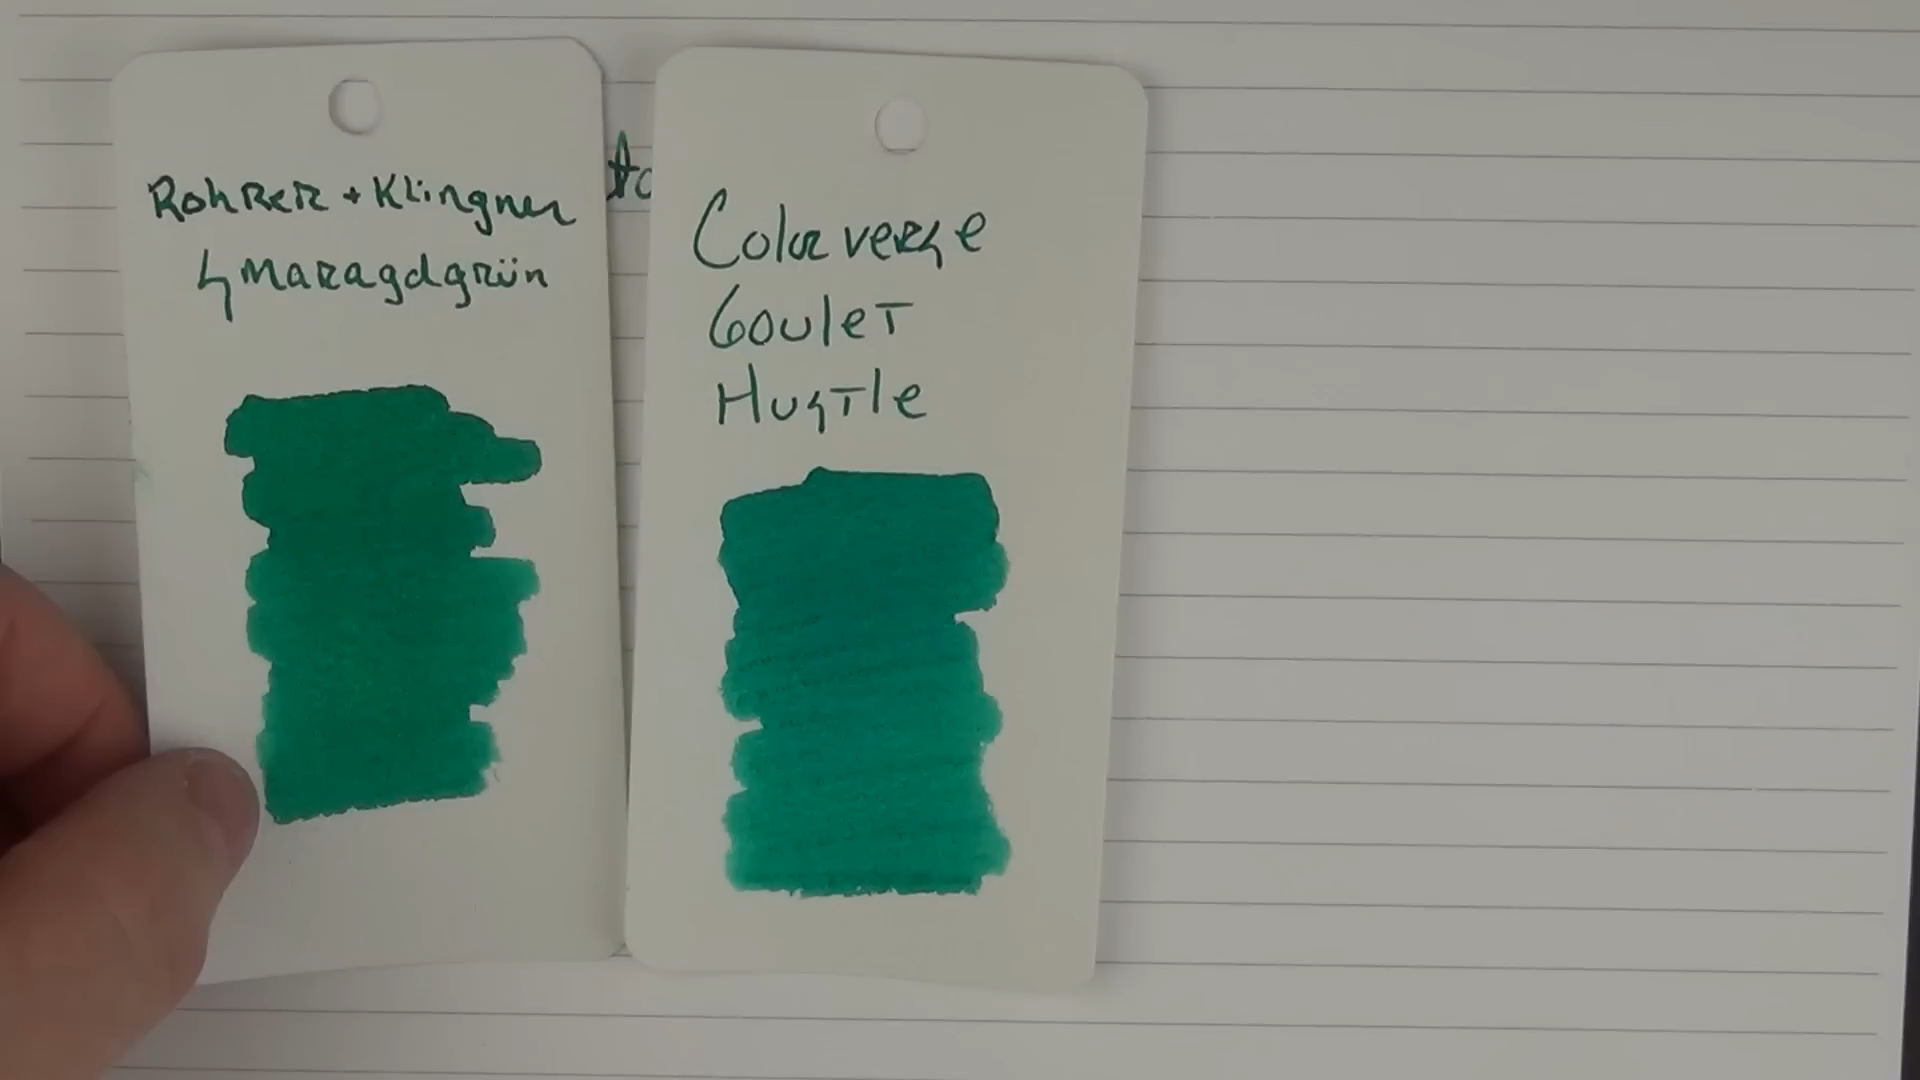 Rohrer + Klingner
Smaragdgrün
Colorverse
Goulet
Hustle